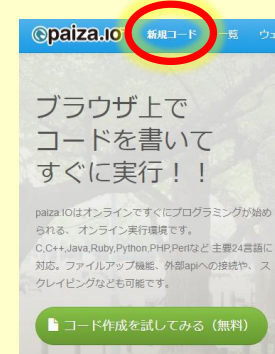 paiza.IO 新規コード 一覧 ウェ
ブラウザ上で
コードを書いて
すぐに実行！！
paiza.IOはオンラインですぐにプログラミングが始め
られる、オンライン実行環境です。
C,C++,Java,Ruby,Python,PHP,Perlなど 主要24言語に
対応。ファイルアップ機能、外部apiへの接続や、ス
クレイピングなども可能です。
コード作成を試してみる（無料）